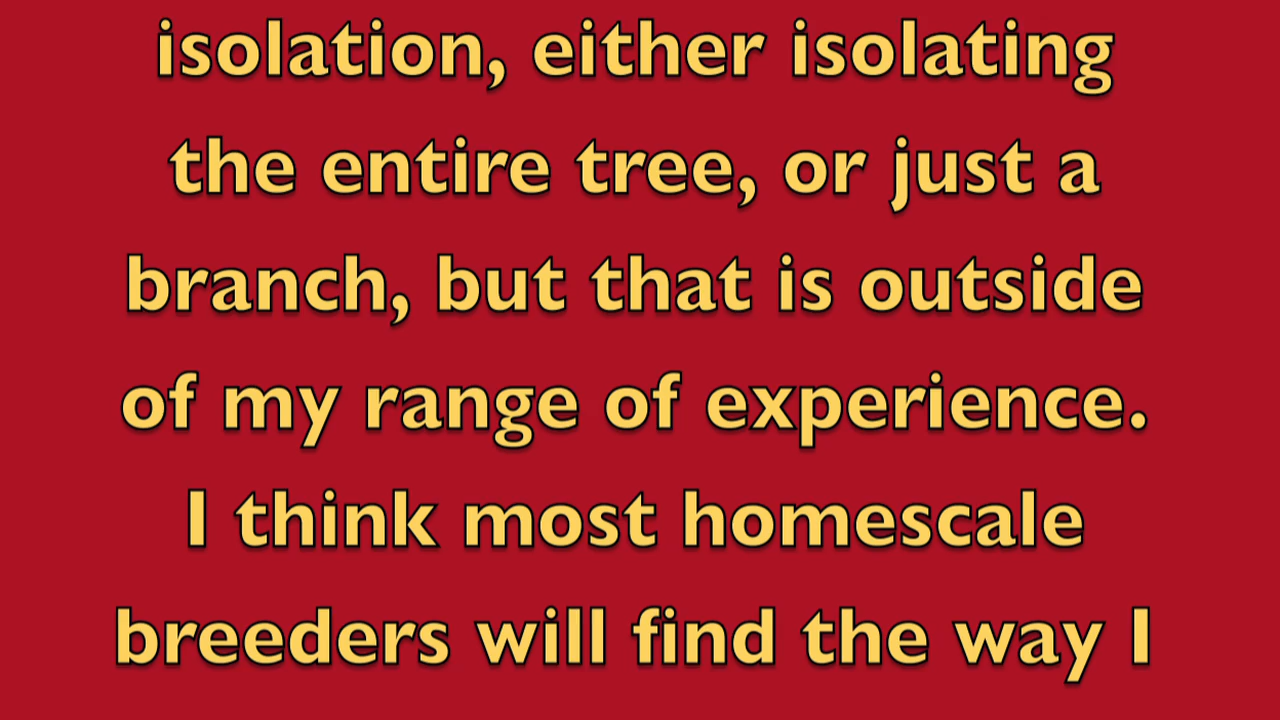 isolation, either isolating
the entire tree, or just a
branch, but that is outside
of my range of experience.
I think most homescale
breeders will find the way I